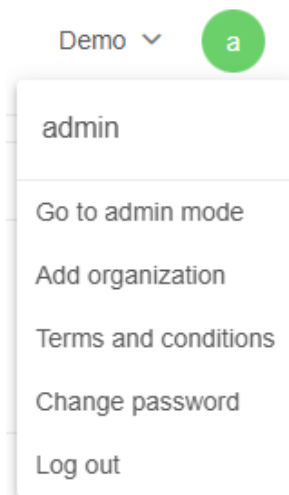 Demo a
admin
Go to admin mode
Add organization
Terms and conditions
Change password
Log out